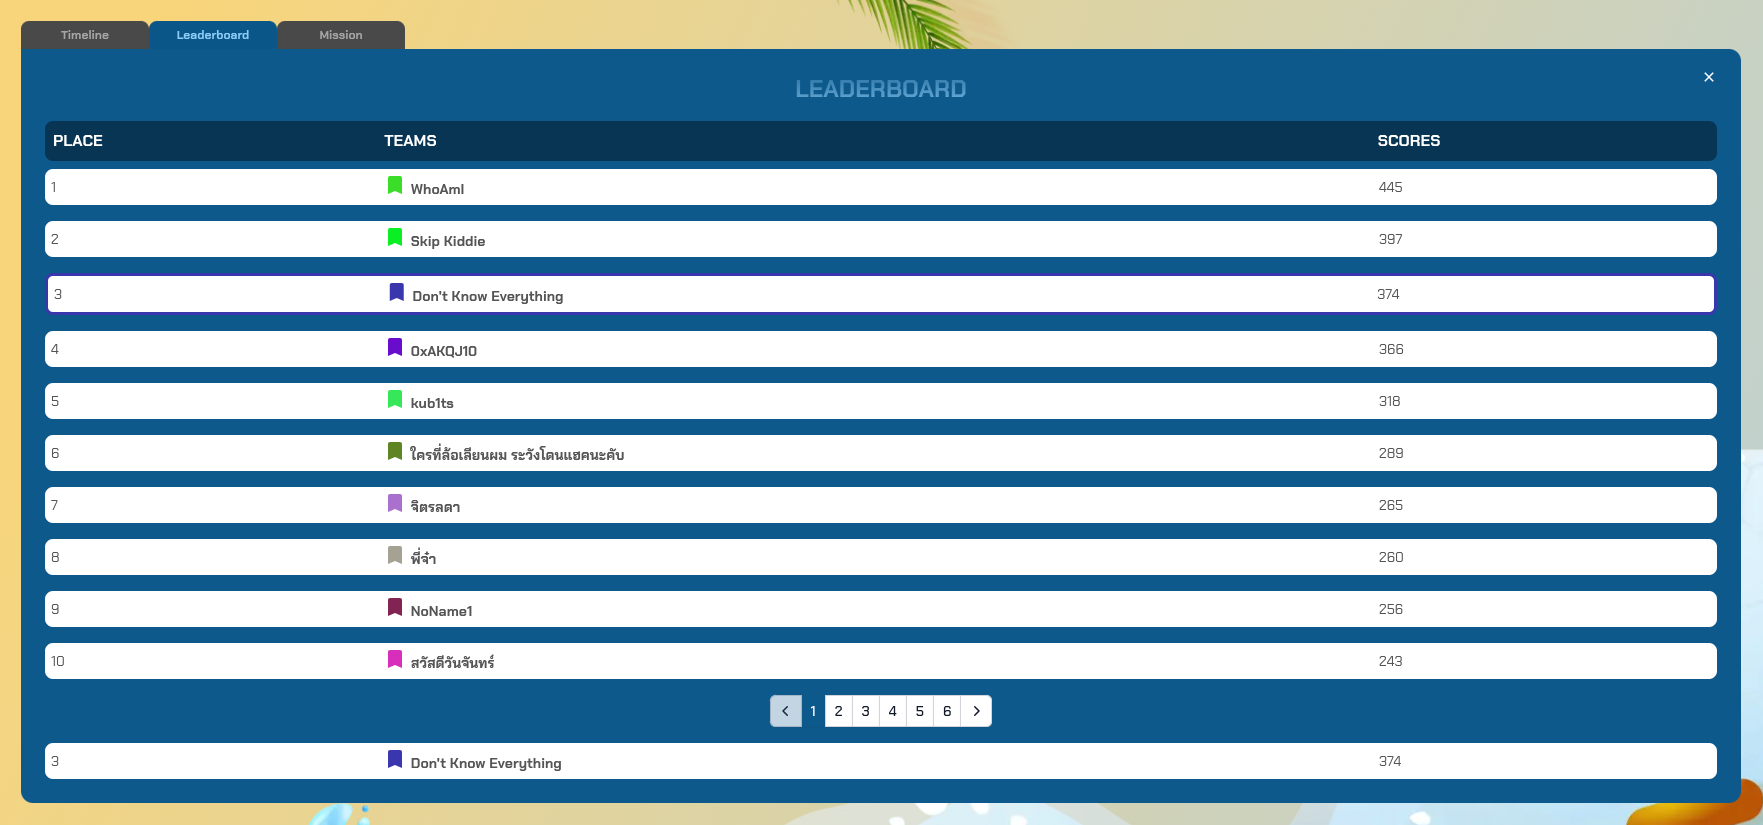 Timeline Leaderboard Mission
×
LEADERBOARD
PLACE TEAMS SCORES
1 WhoAmI 445
2 Skip Kiddie 397
3 Don't Know Everything 374
4 0xAKQJ10 366
5 kub1ts 318
6 ใครที่ล้อเลียนผม ระวังโดนแฮคนะคับ 289
7 จิตรลดา 265
8 พี่จ๋า 260
9 NoName1 256
10 สวัสดีวันจันทร์ 243
1 2 3 4 5 6
3 Don't Know Everything 374